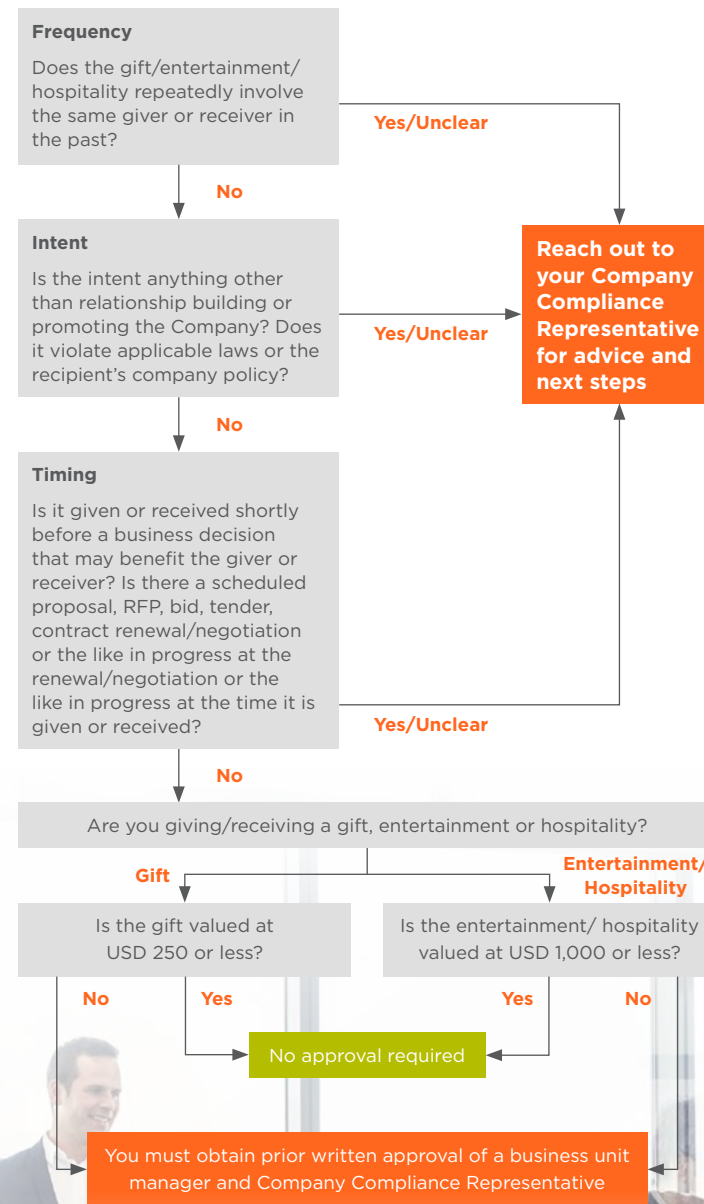 Frequency
Does the gift/entertainment/
hospitality repeatedly involve
the same giver or receiver in
the past?
Yes/Unclear
No
Intent
Is the intent anything other
than relationship building or
promoting the Company? Does
it violate applicable laws or the
recipient’s company policy?
Yes/Unclear
Reach out to
your Company
Compliance
Representative
for advice and
next steps
No
Timing
Is it given or received shortly
before a business decision
that may benefit the giver or
receiver? Is there a scheduled
proposal, RFP, bid, tender,
contract renewal/negotiation
or the like in progress at the
renewal/negotiation or the
like in progress at the time it is
given or received?
Yes/Unclear
No
Are you giving/receiving a gift, entertainment or hospitality?
Gift
Entertainment/
Hospitality
Is the gift valued at
USD 250 or less?
Is the entertainment/ hospitality
valued at USD 1,000 or less?
No
Yes
Yes
No
No approval required
You must obtain prior written approval of a business unit
manager and Company Compliance Representative